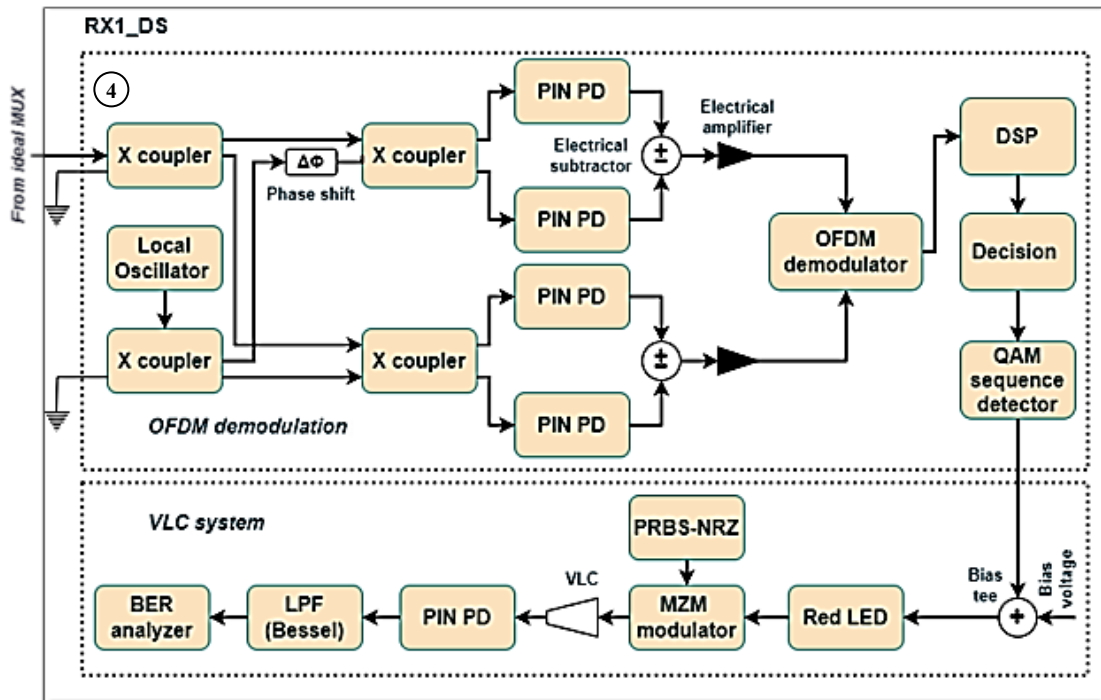 RX1_DS
4
From ideal MUX
X coupler
ΔΦ
Phase shift
X coupler
PIN PD
PIN PD
Electrical
subtractor
±
Electrical
amplifier
Local
Oscillator
X coupler
X coupler
PIN PD
PIN PD
±
OFDM
demodulator
DSP
Decision
QAM
sequence
detector
OFDM demodulation
VLC system
PRBS-NRZ
BER
analyzer
LPF
(Bessel)
PIN PD
VLC
MZM
modulator
Red LED
Bias
tee
+
Bias
voltage